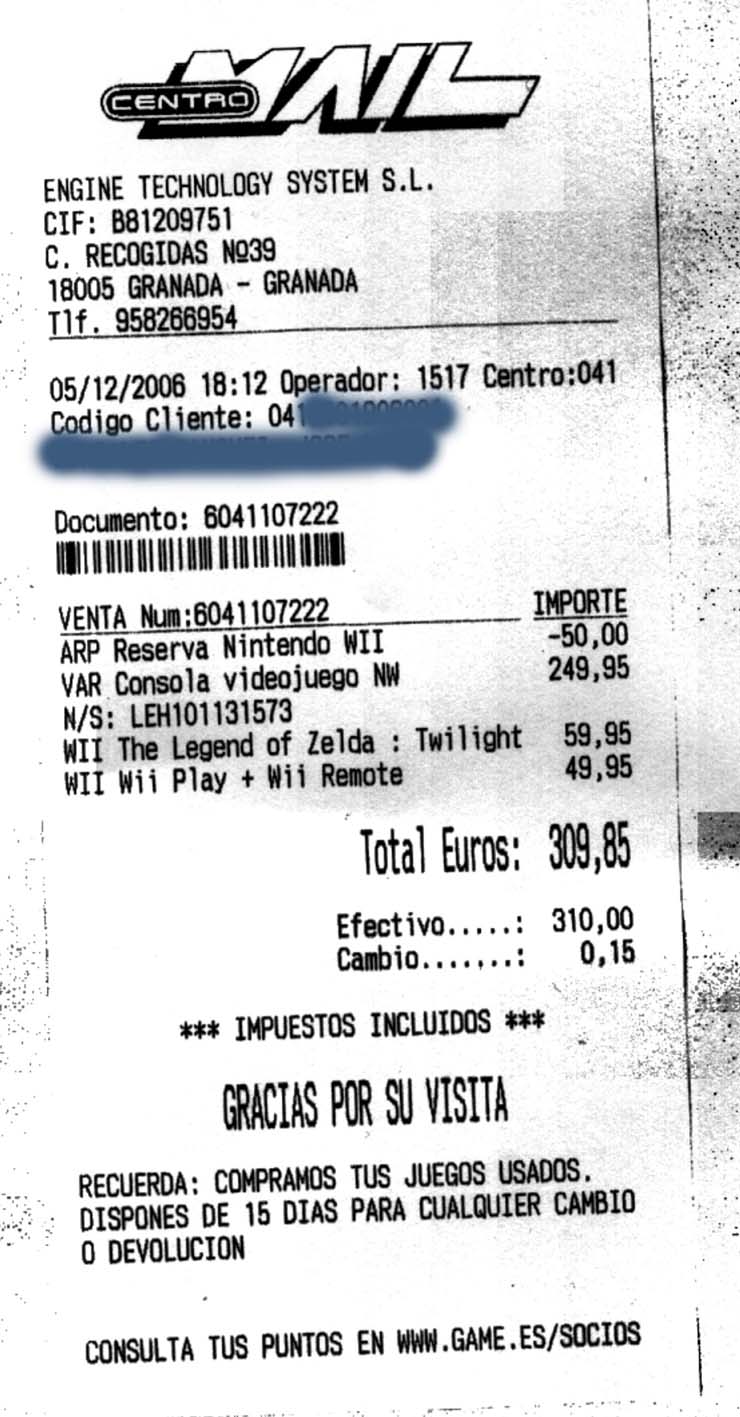 CENTRO MAIL
ENGINE TECHNOLOGY SYSTEM S.L.
CIF: B81209751
C. RECOGIDAS Nº39
18005 GRANADA - GRANADA
Tlf. 958266954
05/12/2006 18:12 Operador: 1517 Centro:041
Codigo Cliente: 041
Documento: 6041107222
VENTA Num:6041107222 IMPORTE
ARP Reserva Nintendo WII -50,00
VAR Consola videojuego NW 249,95
N/S: LEH101131573
WII The Legend of Zelda : Twilight 59,95
WII Wii Play + Wii Remote 49,95
Total Euros: 309,85
Efectivo.....: 310,00
Cambio.......: 0,15
*** IMPUESTOS INCLUIDOS ***
GRACIAS POR SU VISITA
RECUERDA: COMPRAMOS TUS JUEGOS USADOS.
DISPONES DE 15 DIAS PARA CUALQUIER CAMBIO
O DEVOLUCION
CONSULTA TUS PUNTOS EN WWW.GAME.ES/SOCIOS